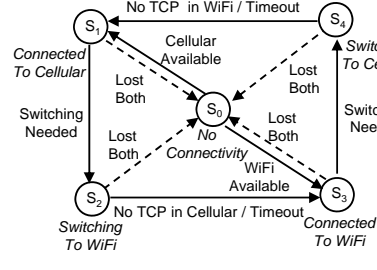 No TCP in WiFi / Timeout
S1
S4
Connected
To Cellular
Cellular
Available
Lost
Both
Lost
Both
Switching
Needed
S0
No
Connectivity
Lost
Both
Lost
Both
WiFi
Available
S2
S3
No TCP in Cellular / Timeout
Switching
To WiFi
Connected
To WiFi